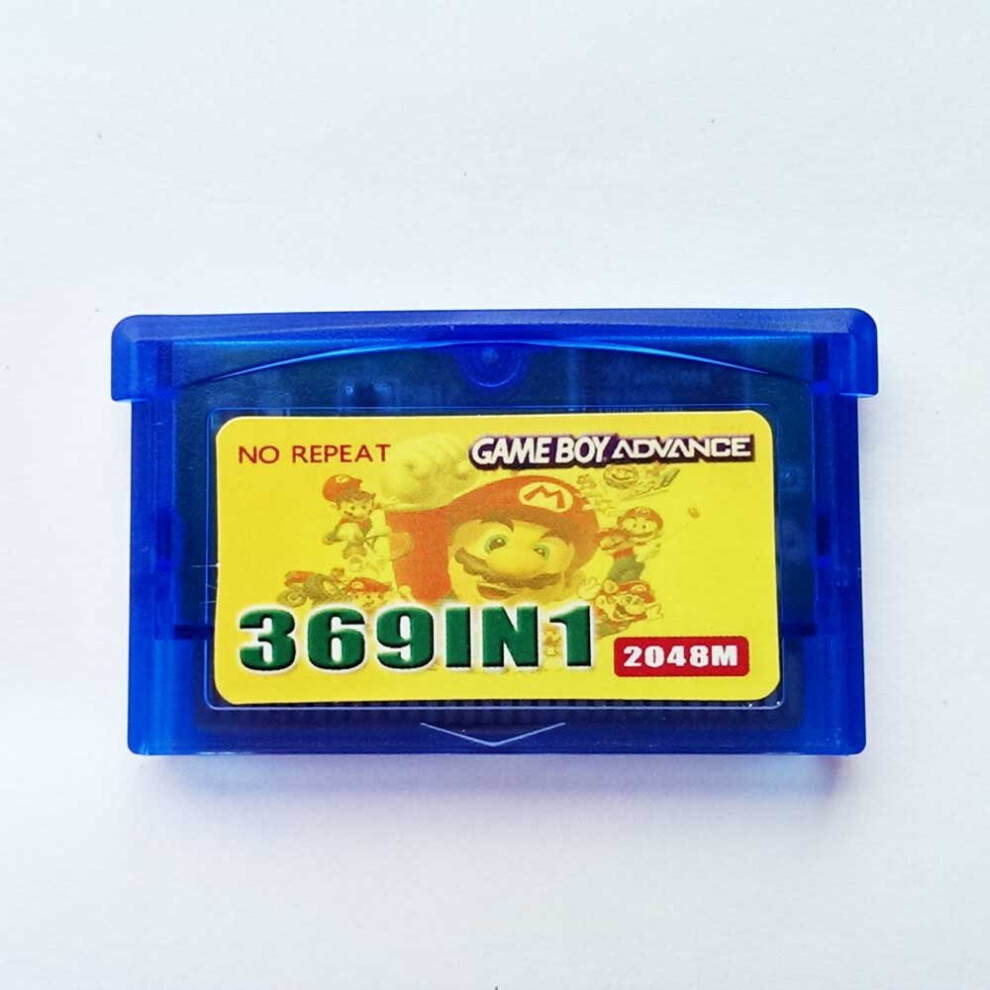 NO REPEAT
GAME BOY ADVANCE
M
369IN1
2048M